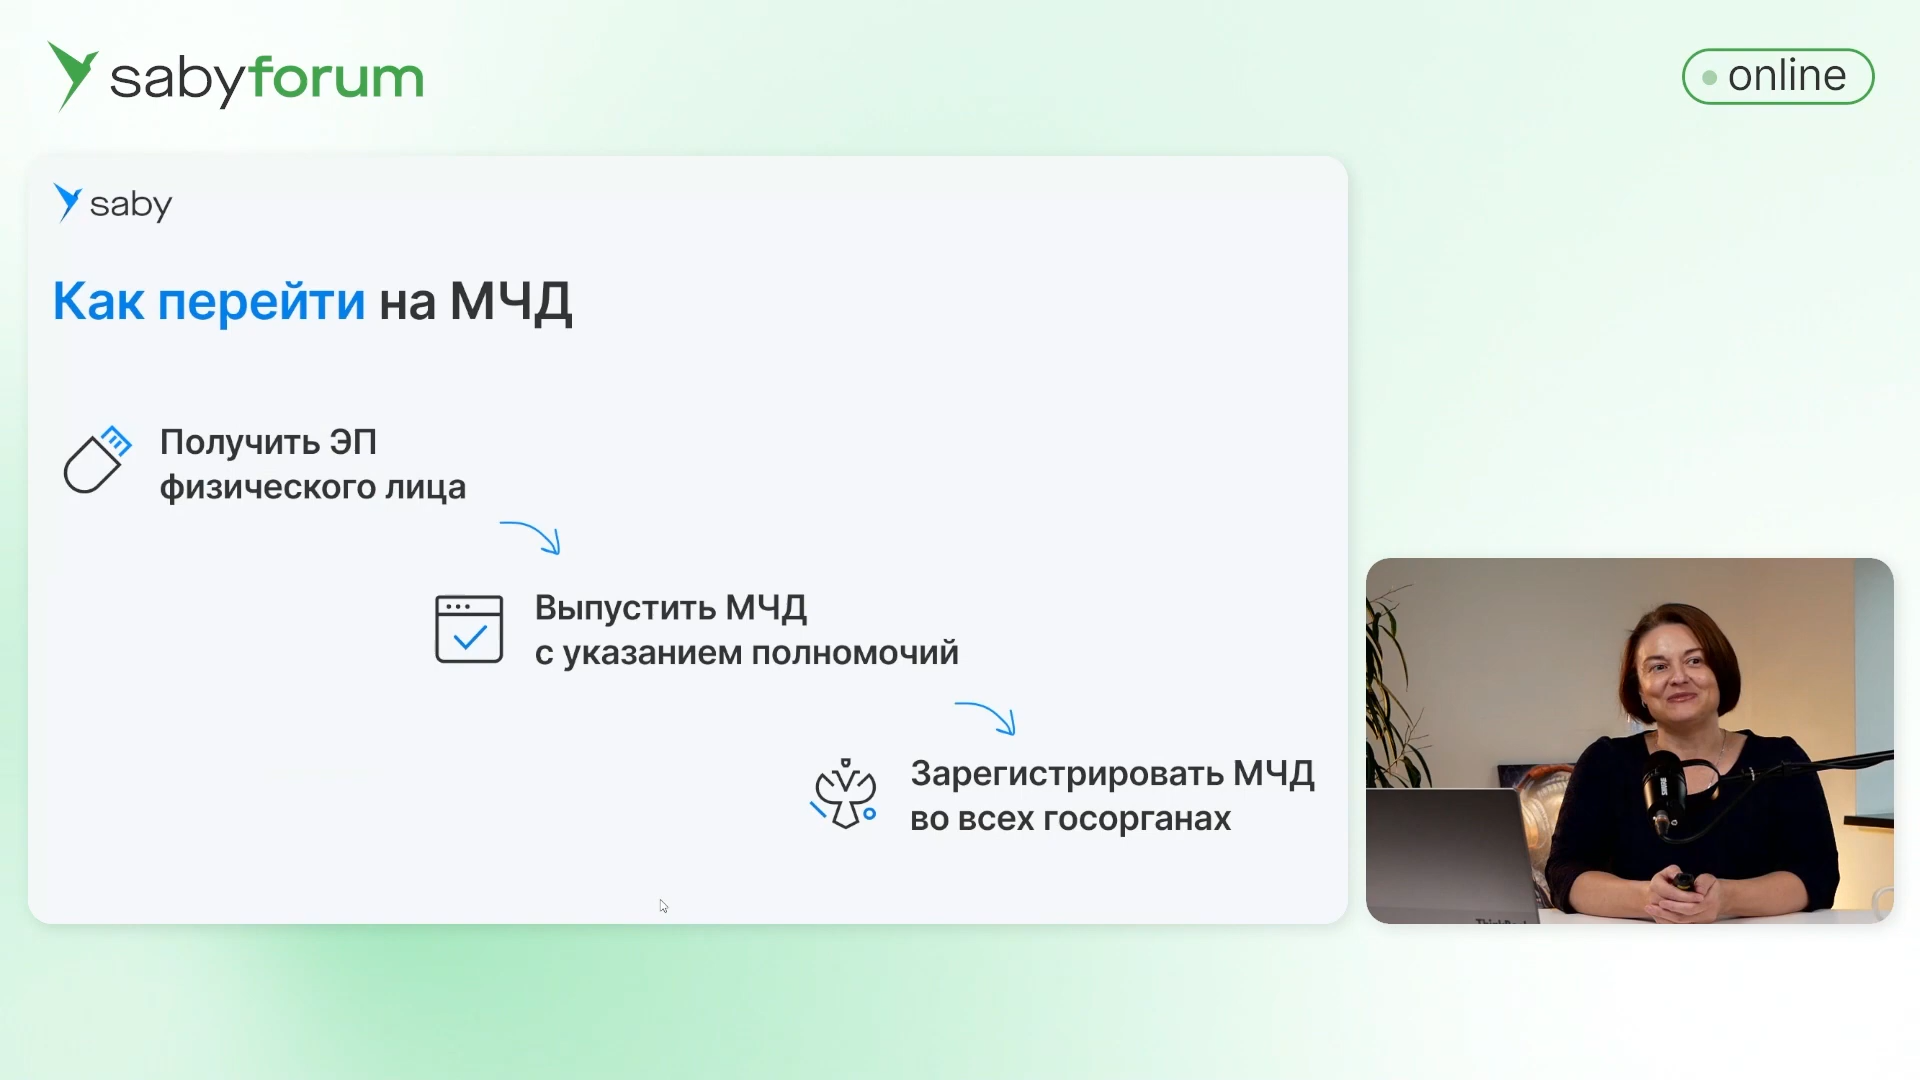 sabyforum
online
saby
Как перейти на МЧД
Получить ЭП
физического лица
Выпустить МЧД
с указанием полномочий
Зарегистрировать МЧД
во всех госорганах
SHURE